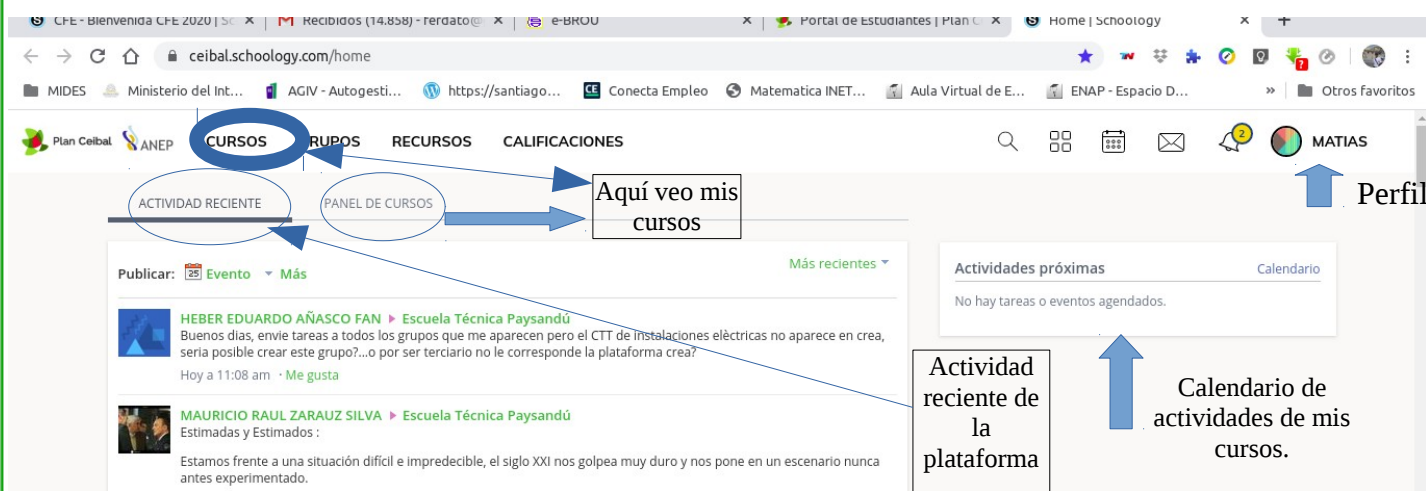 CFE - Bienvenida CFE 2020 | Sc
Recibidos (14.858) - ferdato@
e-BROU
Portal de Estudiantes | Plan C
Home | Schoology
ceibal.schoology.com/home
MIDES
Ministerio del Int...
AGIV - Autogesti...
https://santiago...
CE Conecta Empleo
Matematica INET...
Aula Virtual de E...
ENAP - Espacio D...
»
Otros favoritos
Plan Ceibal
ANEP
CURSOS
RUPOS
RECURSOS
CALIFICACIONES
2
MATIAS
Aquí veo mis
cursos
Perfil
ACTIVIDAD RECIENTE
PANEL DE CURSOS
Publicar: 25 Evento Más
Más recientes
Actividades próximas
Calendario
No hay tareas o eventos agendados.
HEBER EDUARDO AÑASCO FAN Escuela Técnica Paysandú
Buenos dias, envie tareas a todos los grupos que me aparecen pero el CTT de instalaciones elèctricas no aparece en crea,
seria posible crear este grupo?...o por ser terciario no le corresponde la plataforma crea?
Hoy a 11:08 am · Me gusta
MAURICIO RAUL ZARAUZ SILVA Escuela Técnica Paysandú
Estimadas y Estimados :
Estamos frente a una situación difícil e impredecible, el siglo XXI nos golpea muy duro y nos pone en un escenario nunca
antes experimentado.
Actividad
reciente de
la
plataforma
Calendario de
actividades de mis
cursos.